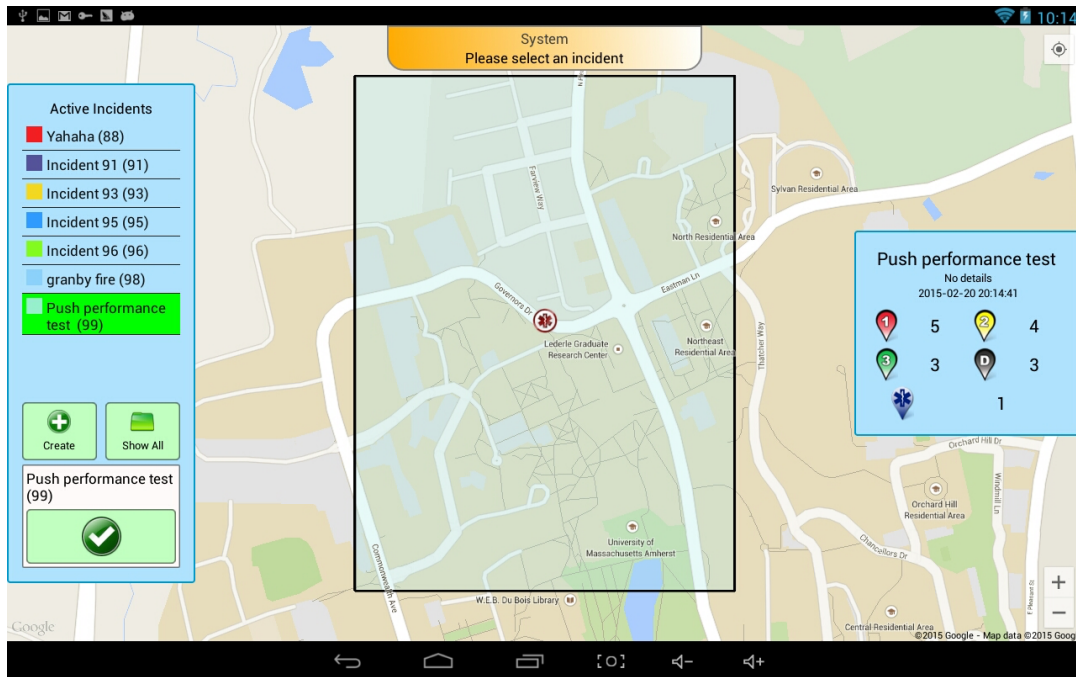 10:14
System
Please select an incident
Active Incidents
Yahaha (88)
Incident 91 (91)
Incident 93 (93)
Incident 95 (95)
Incident 96 (96)
granby fire (98)
Push performance
test (99)
Create
Show All
Push performance test
(99)
Farview Way
Sylvan Residential Area
North Residential Area
Eastman Ln
Governors Dr
Lederle Graduate
Research Center
Northeast
Residential Area
Thatcher Way
Push performance test
No details
2015-02-20 20:14:41
1
5
2
4
3
3
D
3
1
Orchard Hill Dr
Windmill Ln
Orchard Hill
Residential Area
Chancellors Dr
University of
Massachusetts Amherst
Commonwealth Ave
W.E.B. Du Bois Library
E Pleasant St
Central Residential Area
+
−
Google
©2015 Google - Map data ©2015 Goog